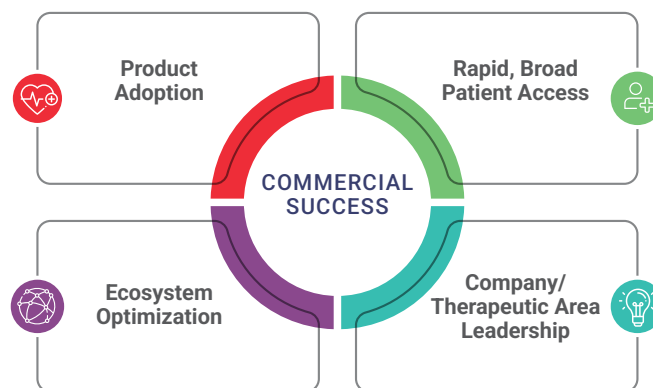 Product
Adoption
Rapid, Broad
Patient Access
COMMERCIAL
SUCCESS
Ecosystem
Optimization
Company/
Therapeutic Area
Leadership